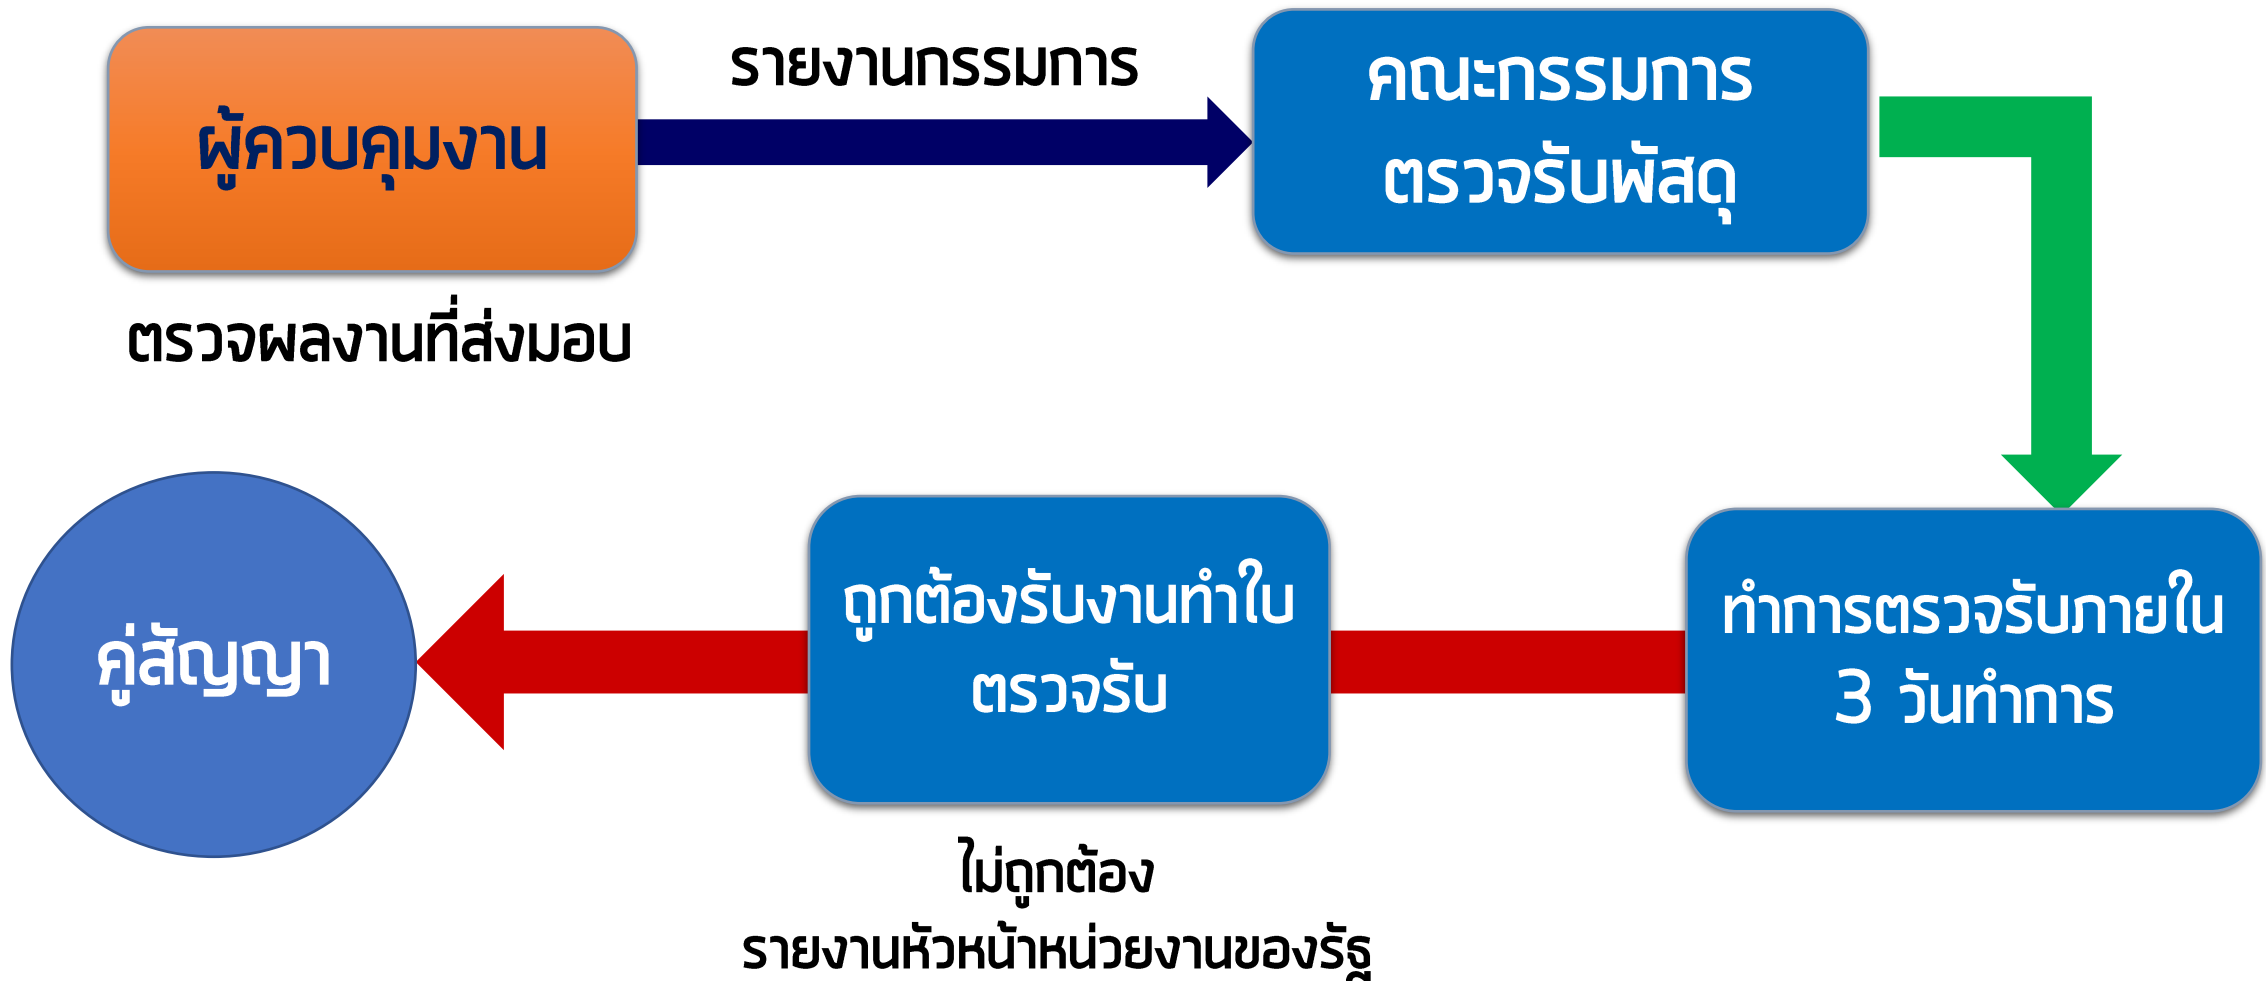 รายงานกรรมการ
ผู้ควบคุมงาน
คณะกรรมการ
ตรวจรับพัสดุ
ตรวจผลงานที่ส่งมอบ
คู่สัญญา
ถูกต้องรับงานทำใบ
ตรวจรับ
ทำการตรวจรับภายใน
3 วันทำการ
ไม่ถูกต้อง
รายงานหัวหน้าหน่วยงานของรัฐ